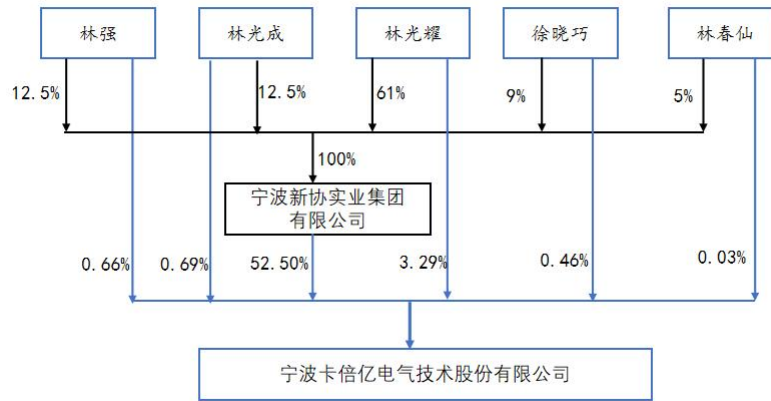 林强 林光成 林光耀 徐晓巧 林春仙
12.5% 12.5% 61% 9% 5%
100%
宁波新协实业集团
有限公司
0.66% 0.69% 52.50% 3.29% 0.46% 0.03%
宁波卡倍亿电气技术股份有限公司